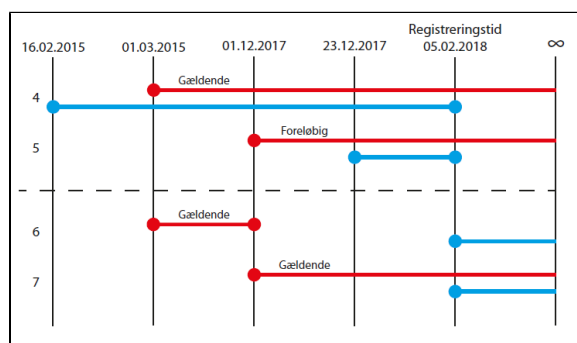 Registreringstid
16.02.2015 01.03.2015 01.12.2017 23.12.2017 05.02.2018 ∞
Gældende
4
Foreløbig
5
Gældende
6
Gældende
7